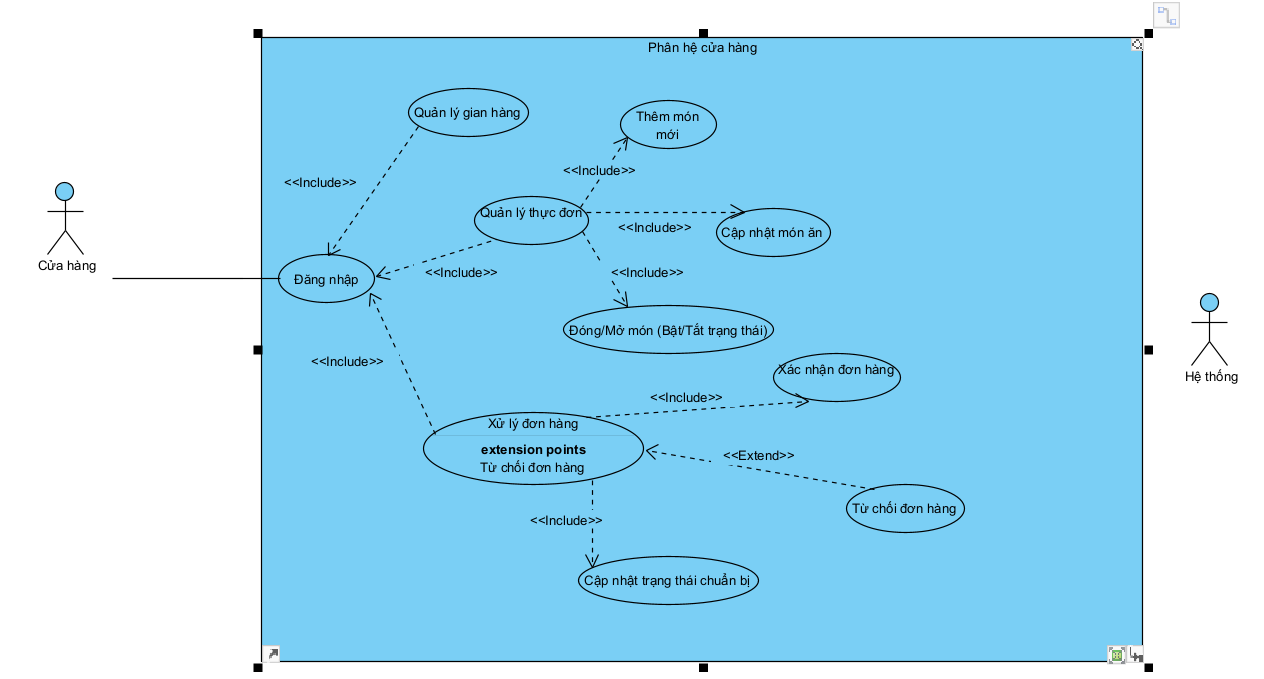 Phân hệ cửa hàng
Quản lý gian hàng
Thêm món
mới
<<Include>>
<<Include>>
Quản lý thực đơn
<<Include>>
Cập nhật món ăn
Cửa hàng
<<Include>>
<<Include>>
Đăng nhập
Đóng/Mở món (Bật/Tắt trạng thái)
<<Include>>
Xác nhận đơn hàng
Hệ thống
<<Include>>
Xử lý đơn hàng
extension points
Từ chối đơn hàng
<<Extend>>
Từ chối đơn hàng
<<Include>>
Cập nhật trạng thái chuẩn bị